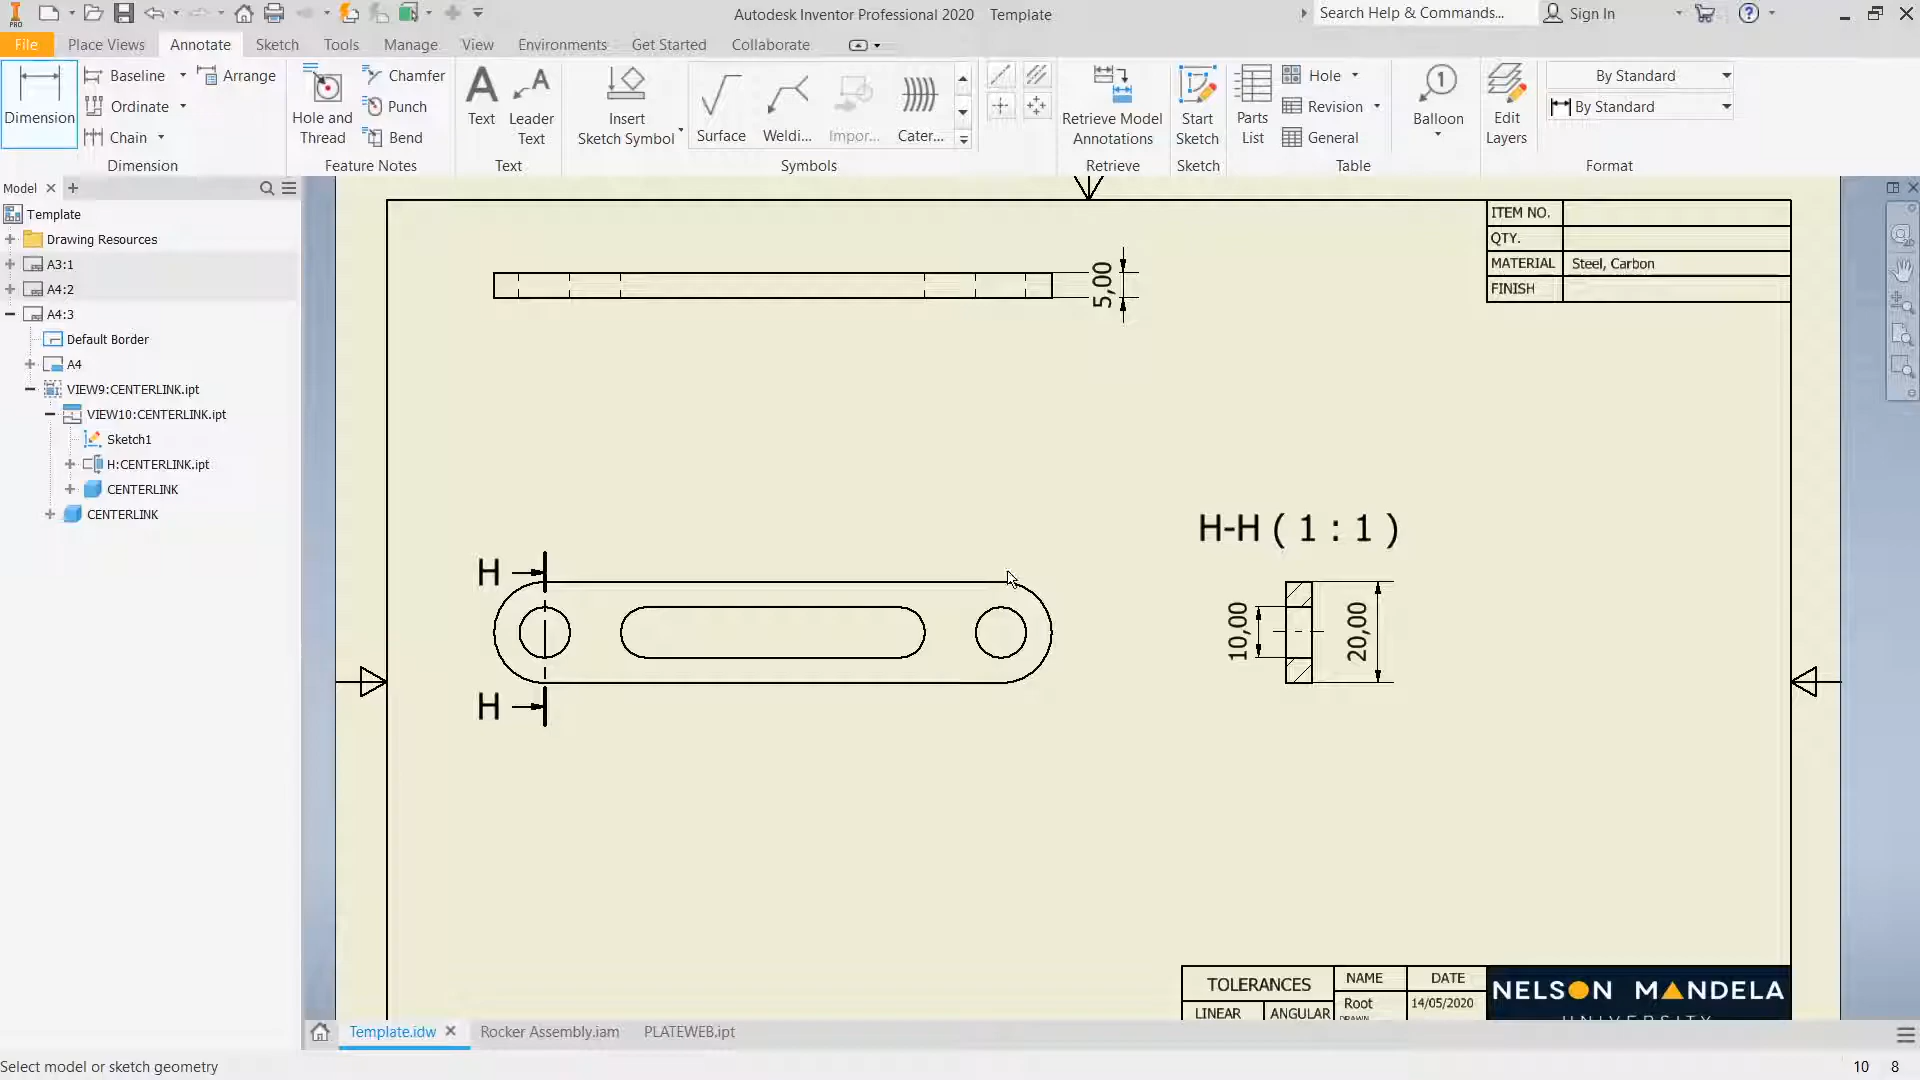 Autodesk Inventor Professional 2020 Template
Search Help & Commands...
Sign In
PRO
File Place Views Annotate Sketch Tools Manage View Environments Get Started Collaborate
Dimension
Baseline
Ordinate
Chain
Arrange
Dimension
Hole and Thread
Chamfer
Punch
Bend
Feature Notes
Text
Leader Text
Text
Insert Sketch Symbol
Surface
Weldi...
Impor...
Cater...
Symbols
Retrieve Model Annotations
Retrieve
Start Sketch
Sketch
Parts List
Hole
Revision
General
Table
Balloon
Edit Layers
By Standard
By Standard
Format
Model
Template
Drawing Resources
A3:1
A4:2
A4:3
Default Border
A4
VIEW9:CENTERLINK.ipt
VIEW10:CENTERLINK.ipt
Sketch1
H:CENTERLINK.ipt
CENTERLINK
CENTERLINK
ITEM NO.
QTY.
MATERIAL Steel, Carbon
FINISH
5,00
H-H ( 1 : 1 )
H
H
10,00
20,00
TOLERANCES
LINEAR ANGULAR
NAME DATE
Root 14/05/2020
DRAWN
NELSON MANDELA
UNIVERSITY
Template.idw Rocker Assembly.iam PLATEWEB.ipt
Select model or sketch geometry
10 8